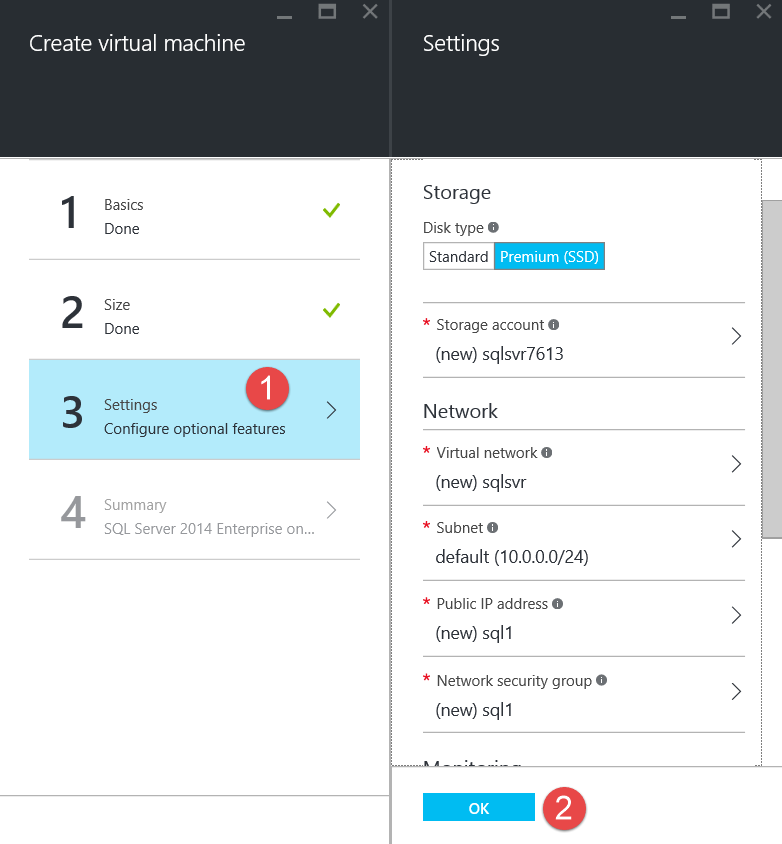 Create virtual machine
1
Basics
Done
2
Size
Done
3
Settings
Configure optional features
1
4
Summary
SQL Server 2014 Enterprise on...
Settings
Storage
Disk type
Standard Premium (SSD)
* Storage account
(new) sqlsvr7613
Network
* Virtual network
(new) sqlsvr
* Subnet
default (10.0.0.0/24)
* Public IP address
(new) sql1
* Network security group
(new) sql1
Monitoring
OK
2